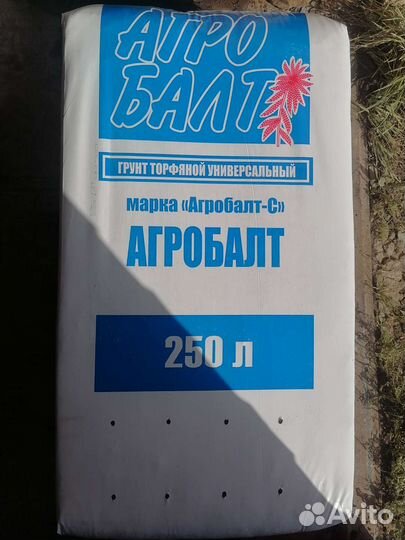 АГРО
БАЛТ
ГРУНТ ТОРФЯНОЙ УНИВЕРСАЛЬНЫЙ
марка «Агробалт-С»
АГРОБАЛТ
250 л
Avito